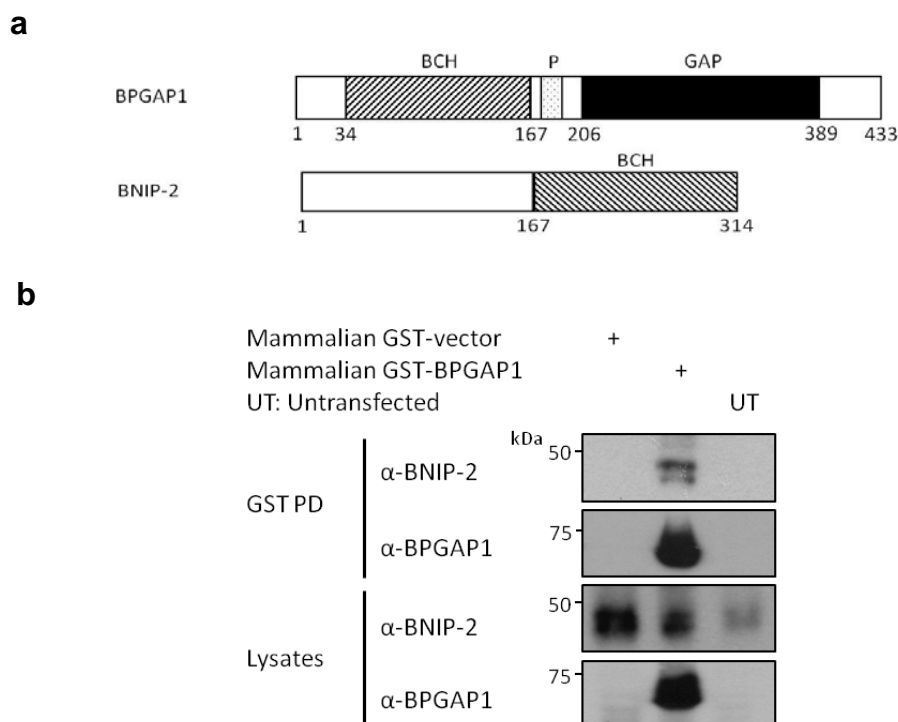 a
BCH P GAP
BPGAP1
1 34 167 206 389 433
BCH
BNIP-2
1 167 314
b
Mammalian GST-vector +
Mammalian GST-BPGAP1 +
UT: Untransfected UT
kDa
50
α-BNIP-2
GST PD
75
α-BPGAP1
50
α-BNIP-2
Lysates
75
α-BPGAP1